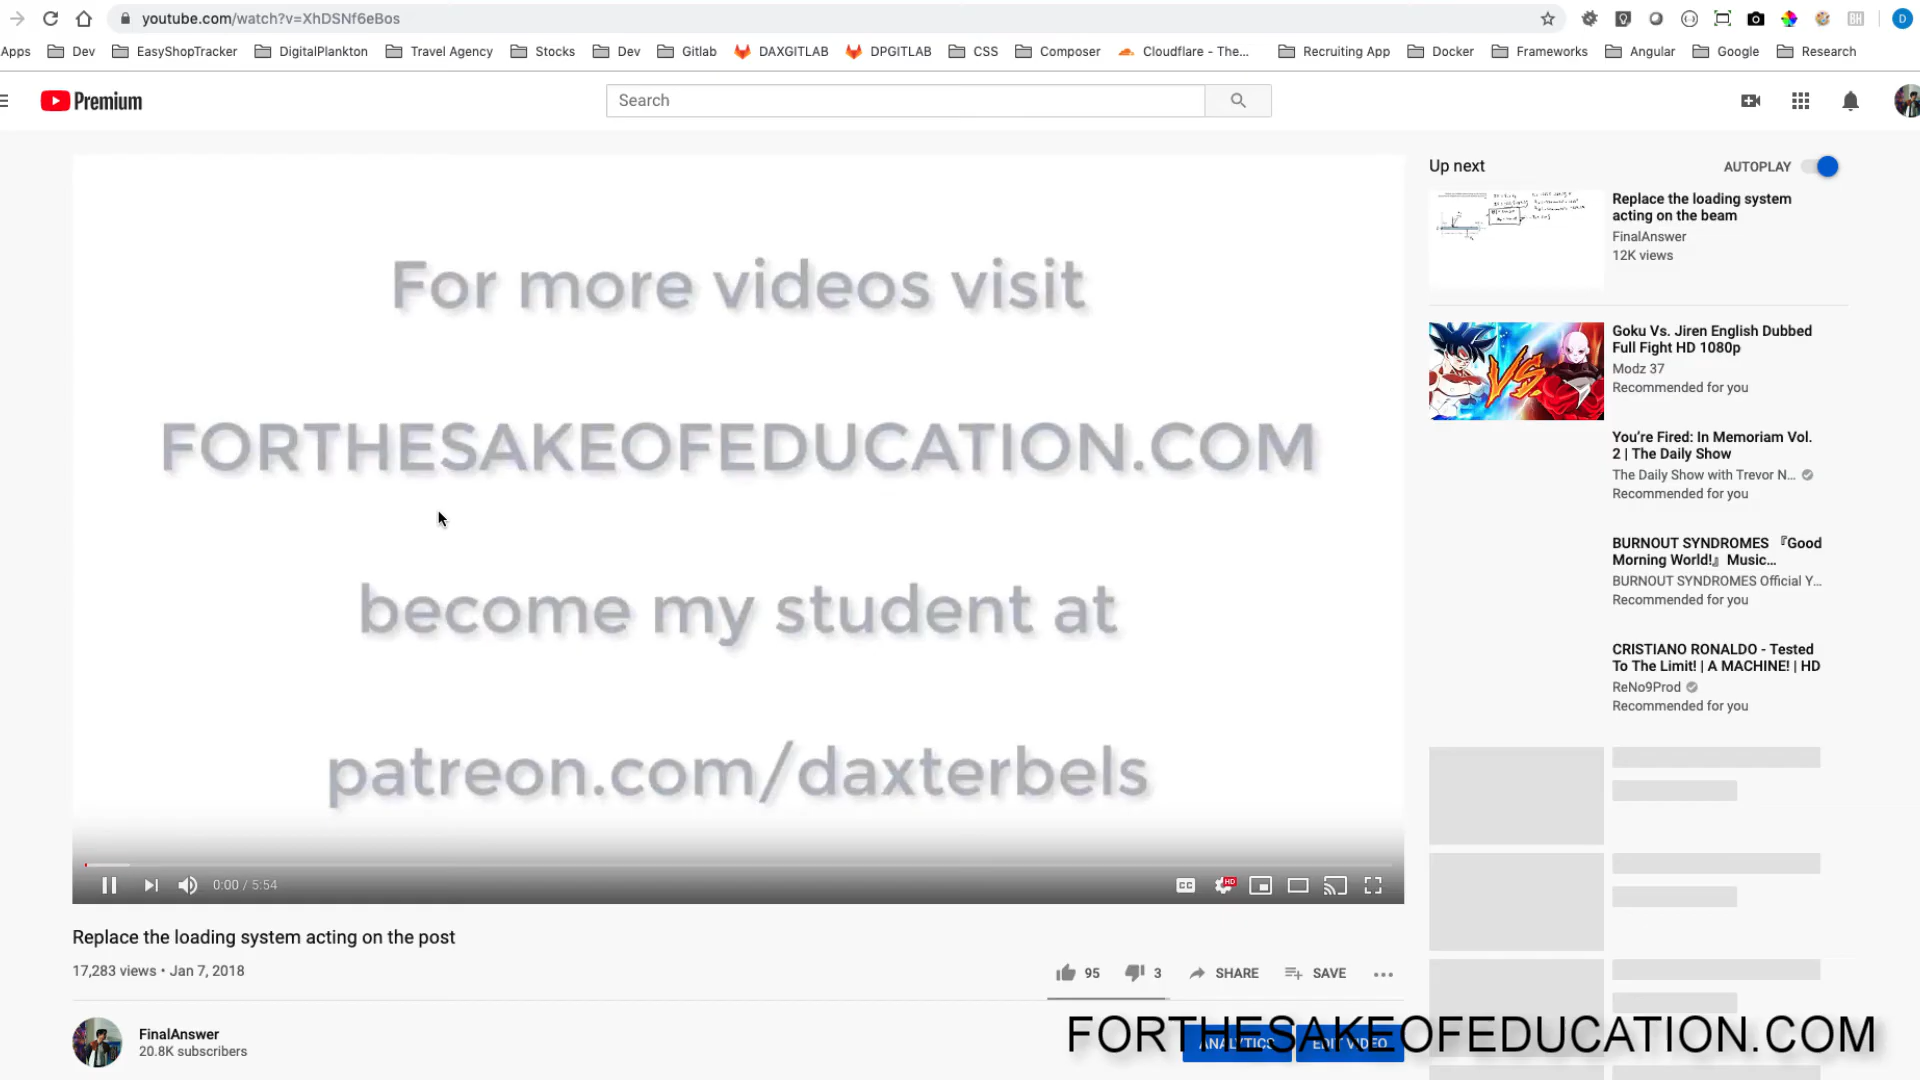 youtube.com/watch?v=XhDSNf6eBos
Apps Dev EasyShopTracker DigitalPlankton Travel Agency Stocks Dev Gitlab DAXGITLAB DPGITLAB CSS Composer Cloudflare - The... Recruiting App Docker Frameworks Angular Google Research
Premium
Search
For more videos visit
FORTHESAKEOFEDUCATION.COM
become my student at
patreon.com/daxterbels
0:00 / 5:54
CC
HD
Replace the loading system acting on the post
17,283 views • Jan 7, 2018
95 3 SHARE SAVE
FinalAnswer
20.8K subscribers
ANALYTICS EDIT VIDEO
Up next
AUTOPLAY
Replace the loading system
acting on the beam
FinalAnswer
12K views
VS.
Goku Vs. Jiren English Dubbed
Full Fight HD 1080p
Modz 37
Recommended for you
You’re Fired: In Memoriam Vol.
2 | The Daily Show
The Daily Show with Trevor N...
Recommended for you
BURNOUT SYNDROMES 『Good
Morning World!』 Music...
BURNOUT SYNDROMES Official Y...
Recommended for you
CRISTIANO RONALDO - Tested
To The Limit! | A MACHINE! | HD
ReNo9Prod
Recommended for you
FORTHESAKEOFEDUCATION.COM